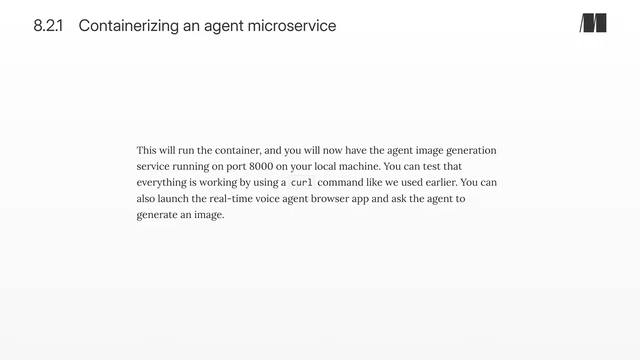 8.2.1 Containerizing an agent microservice
This will run the container, and you will now have the agent image generation
service running on port 8000 on your local machine. You can test that
everything is working by using a curl command like we used earlier. You can
also launch the real-time voice agent browser app and ask the agent to
generate an image.